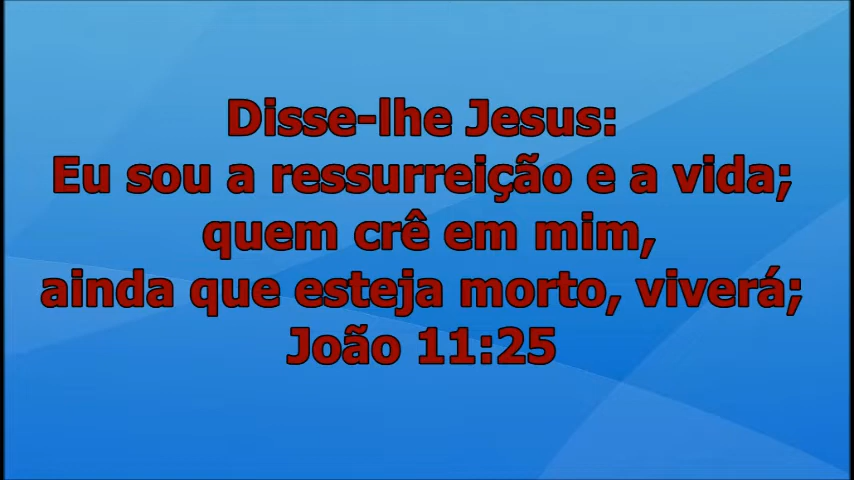 Disse-lhe Jesus:
Eu sou a ressurreição e a vida;
quem crê em mim,
ainda que esteja morto, viverá;
João 11:25